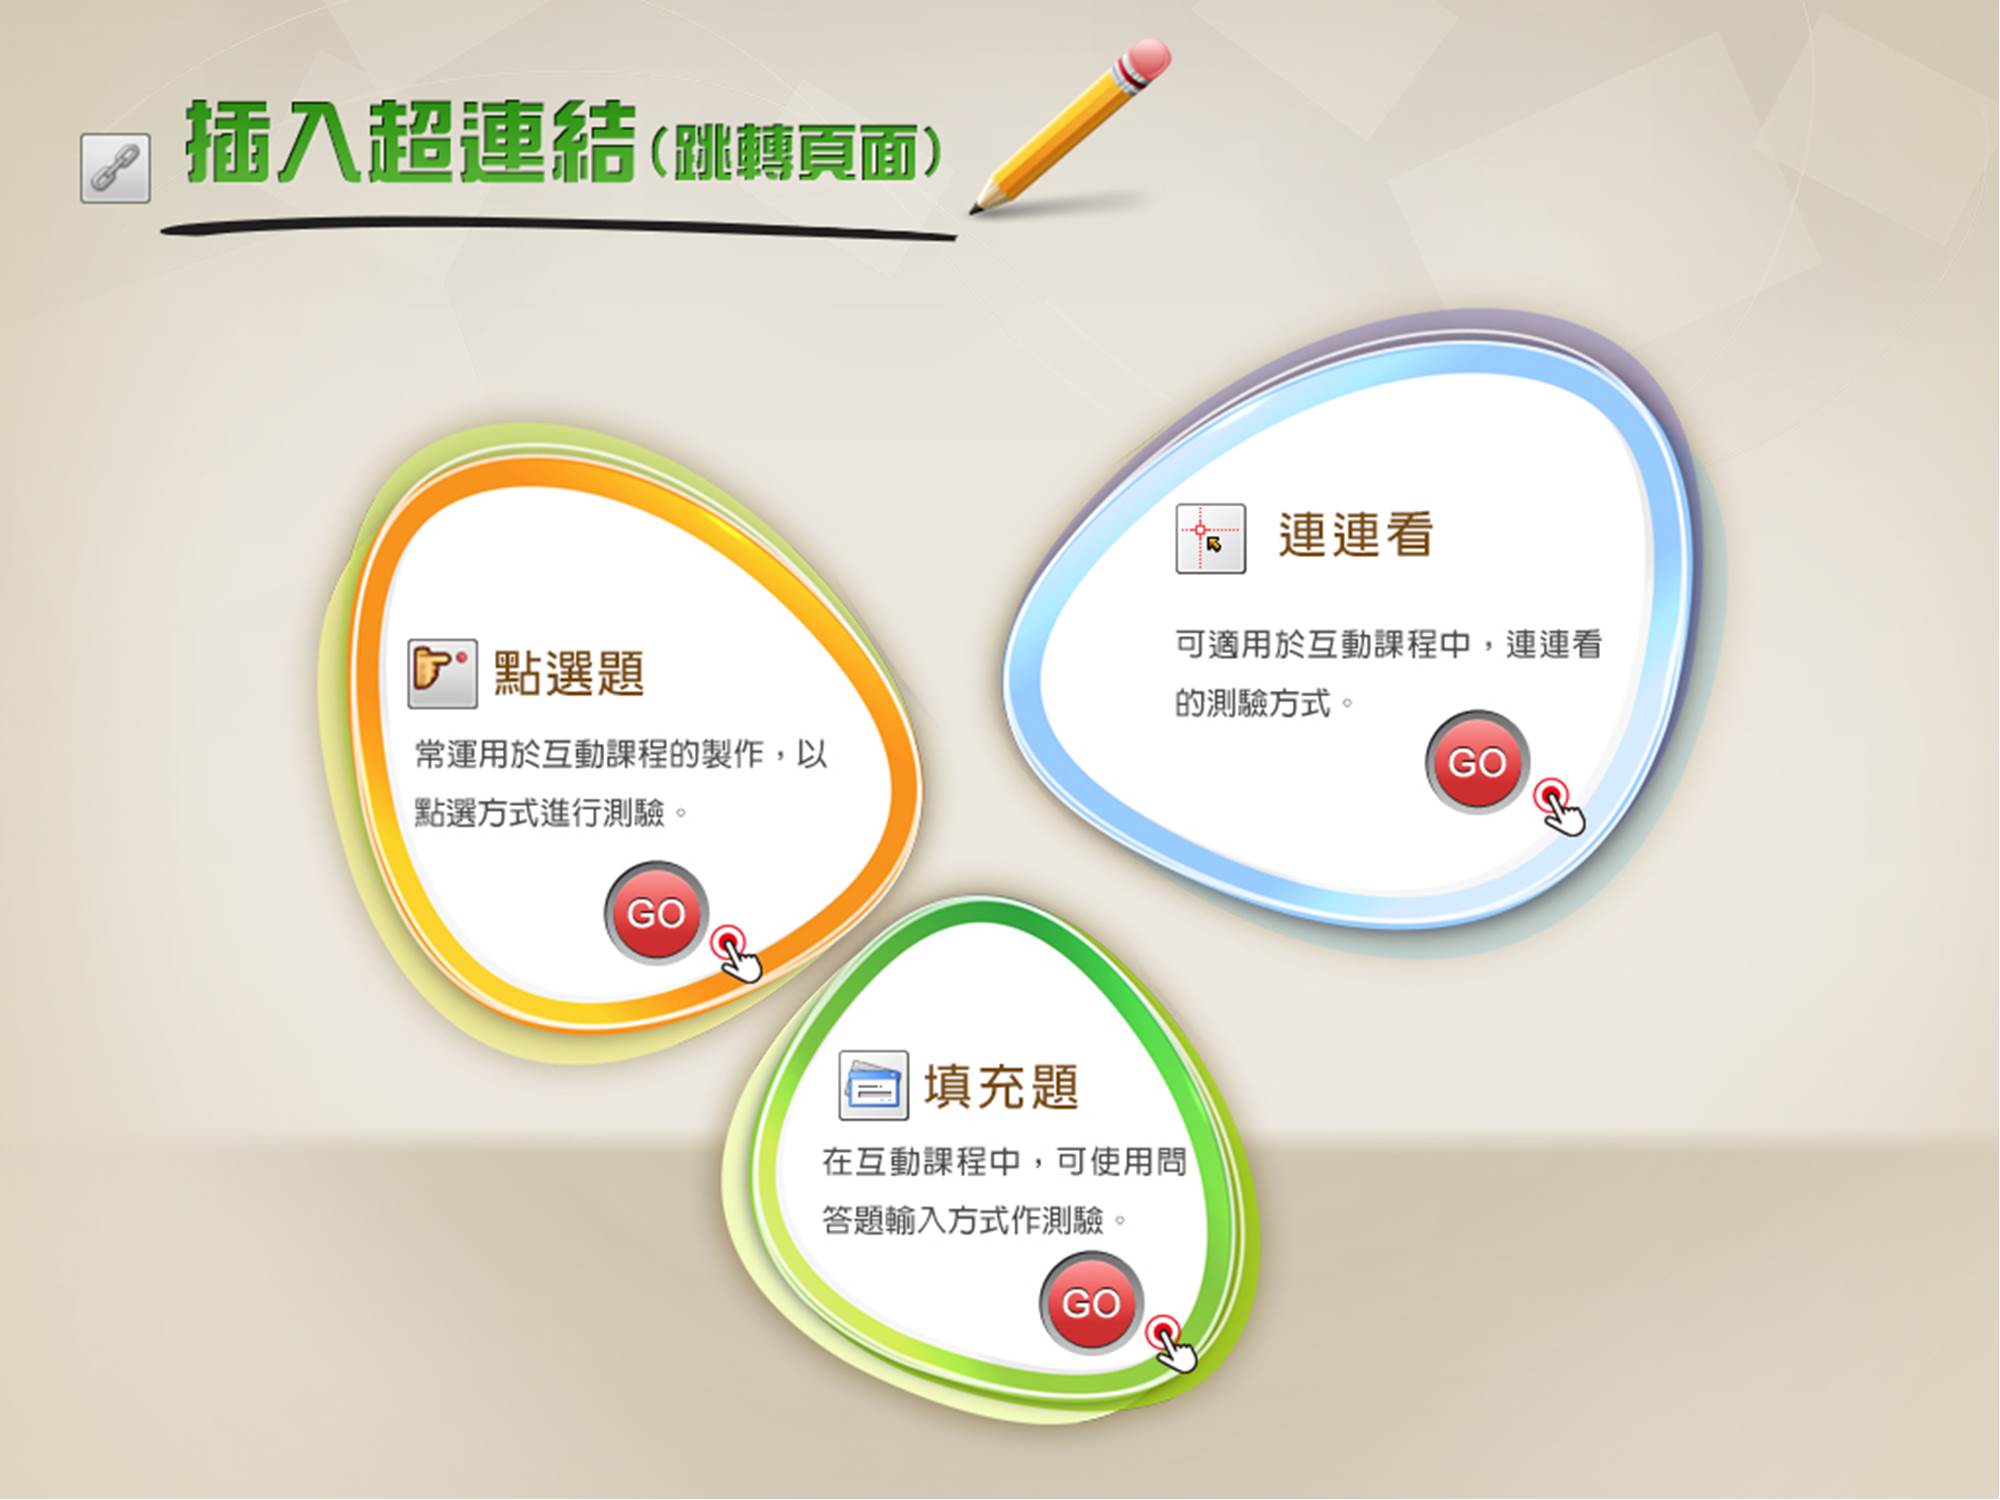 插入超連結(跳轉頁面)
連連看
可適用於互動課程中，連連看
的測驗方式。
GO
點選題
常運用於互動課程的製作，以
點選方式進行測驗。
GO
填充題
在互動課程中，可使用問
答題輸入方式作測驗。
GO